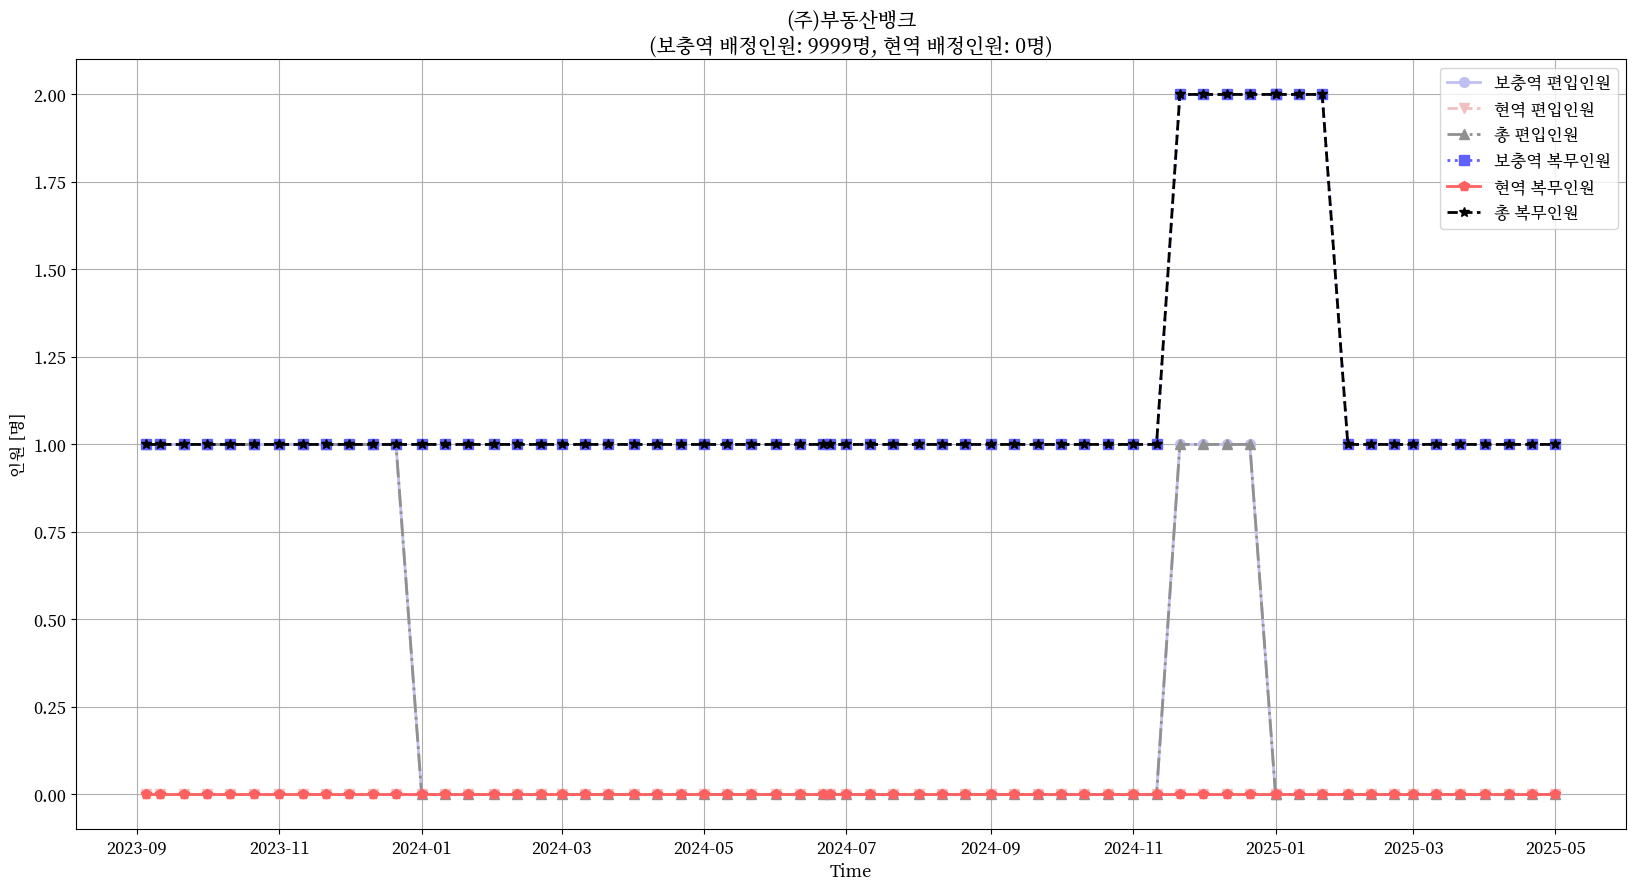 (주)부동산뱅크
(보충역 배정인원: 9999명, 현역 배정인원: 0명)
보충역 편입인원
현역 편입인원
총 편입인원
보충역 복무인원
현역 복무인원
총 복무인원
인원 [명]
2.00
1.75
1.50
1.25
1.00
0.75
0.50
0.25
0.00
2023-09 2023-11 2024-01 2024-03 2024-05 2024-07 2024-09 2024-11 2025-01 2025-03 2025-05
Time